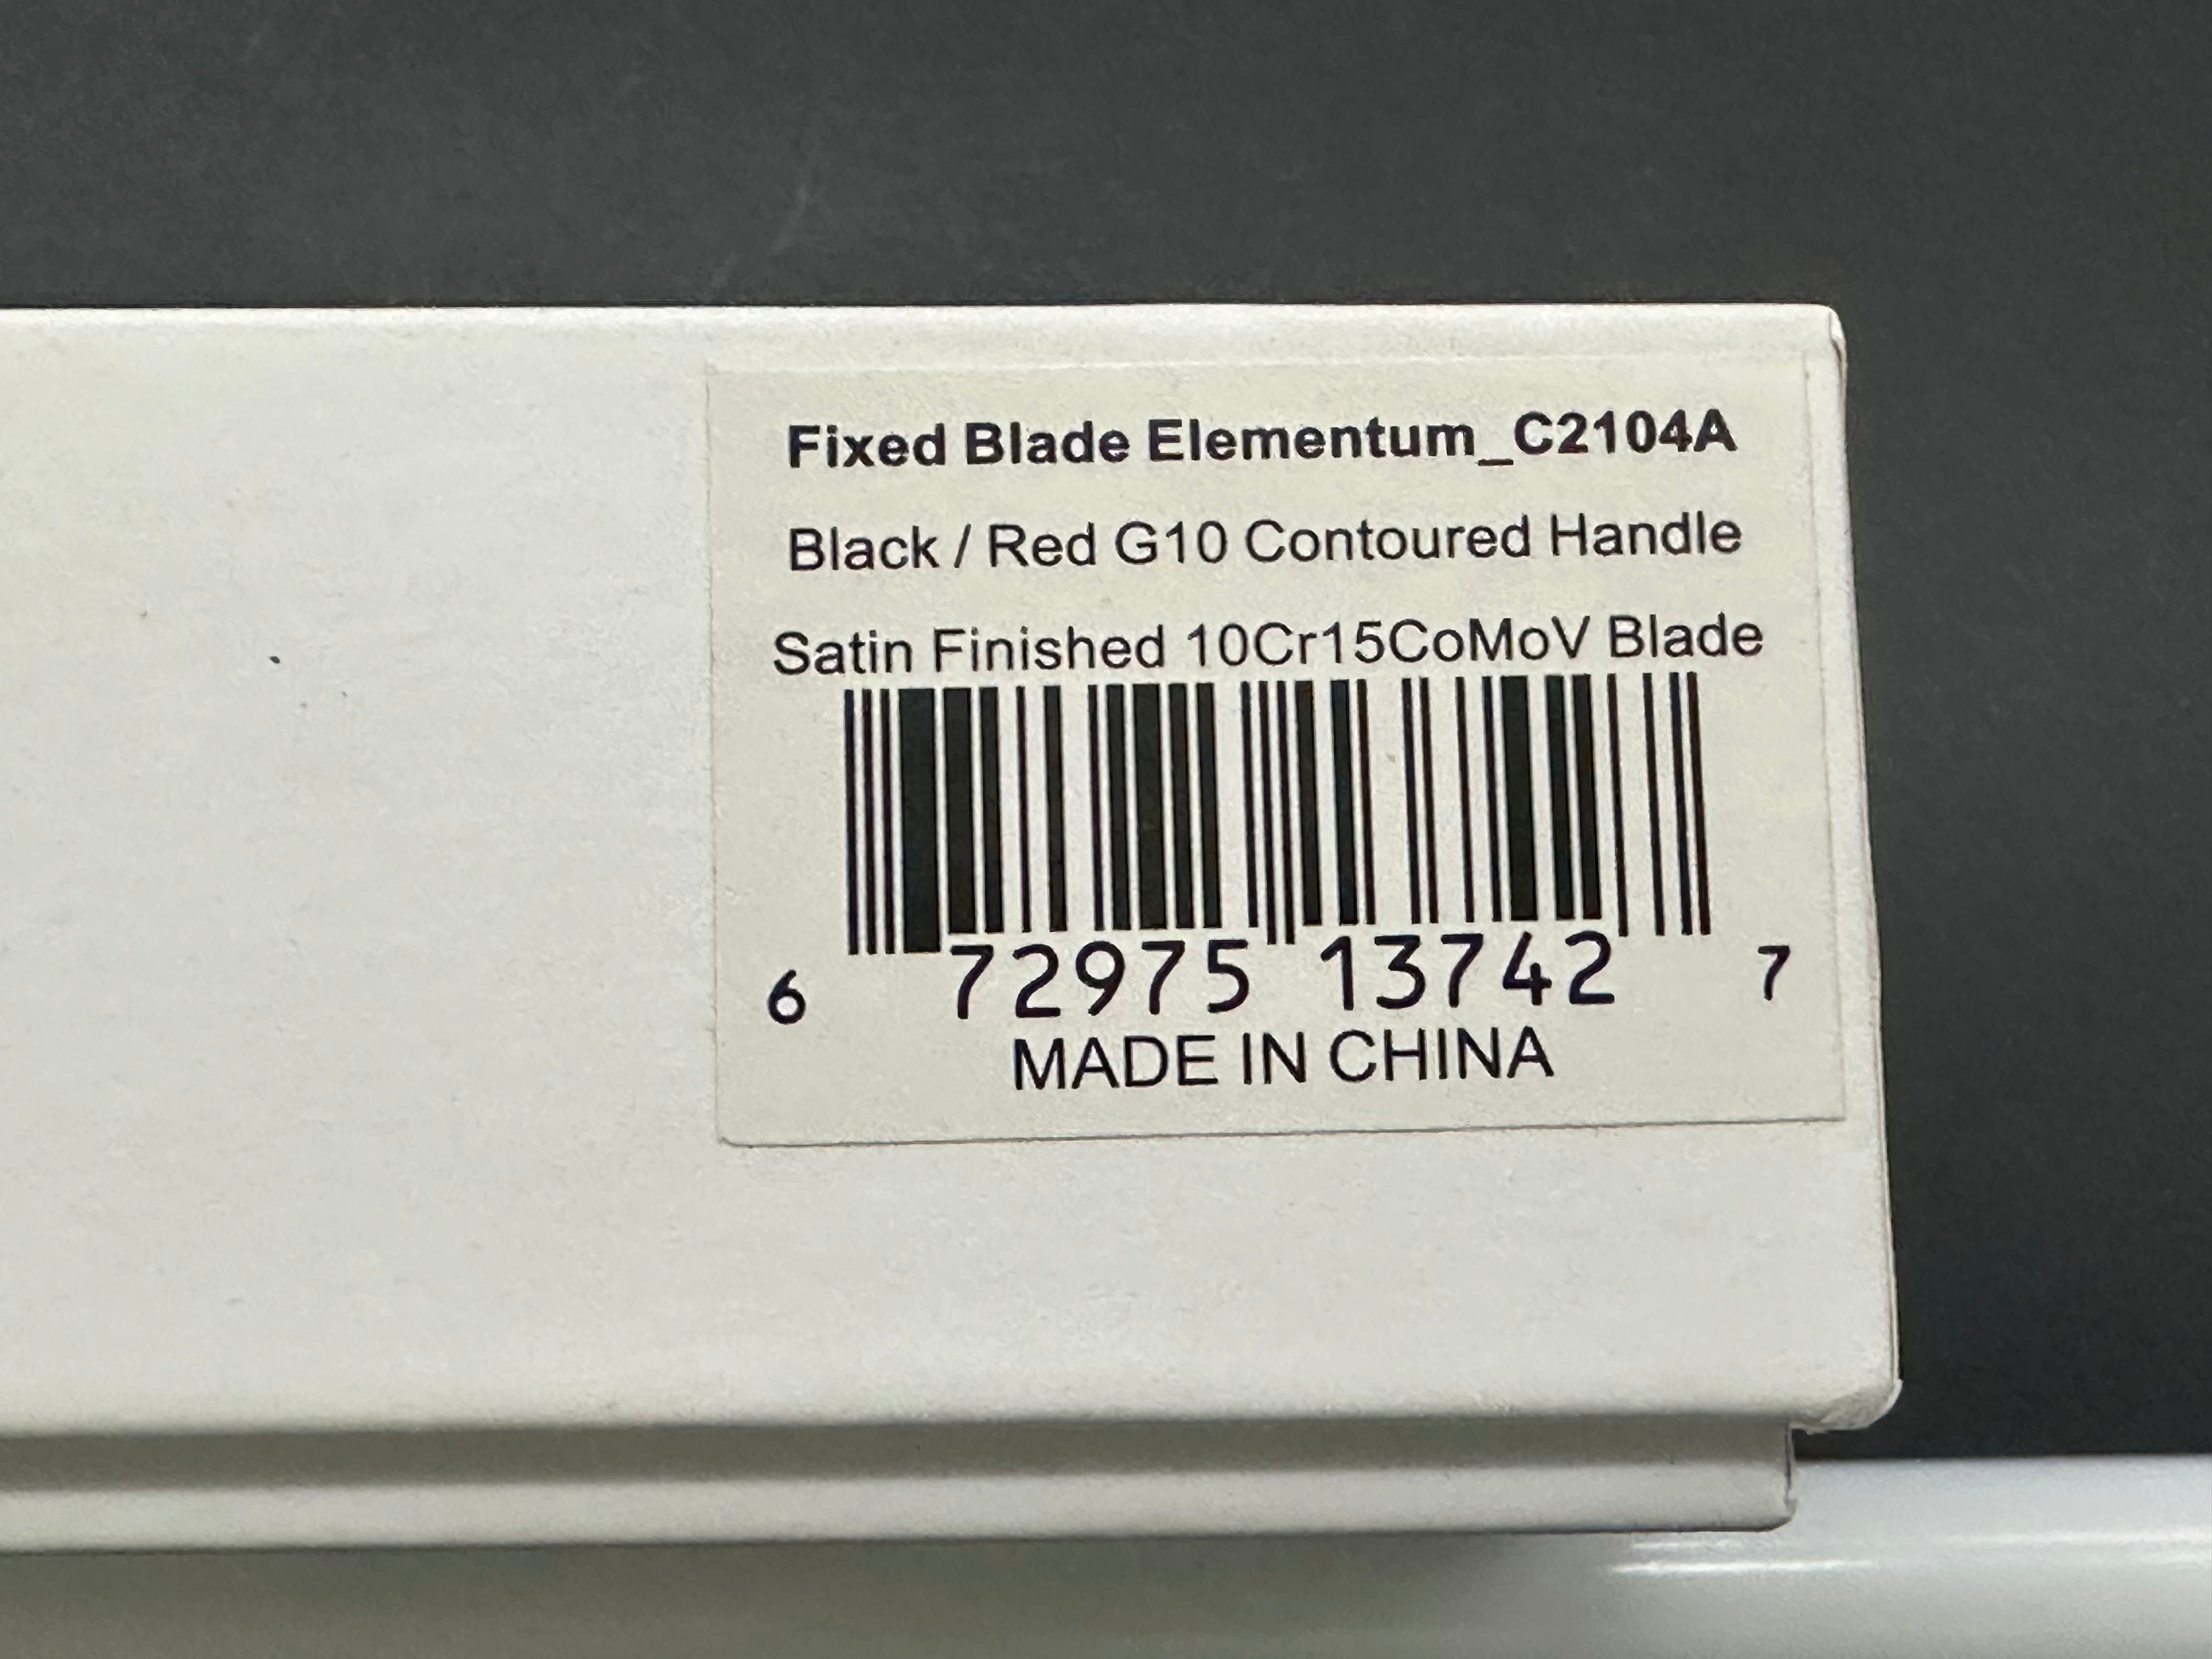 Fixed Blade Elementum_C2104A
Black / Red G10 Contoured Handle
Satin Finished 10Cr15CoMoV Blade
6 72975 13742 7
MADE IN CHINA